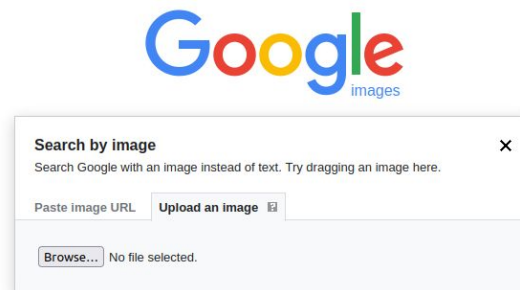 Google
images
Search by image
Search Google with an image instead of text. Try dragging an image here.
Paste image URL Upload an image ?
Browse... No file selected.